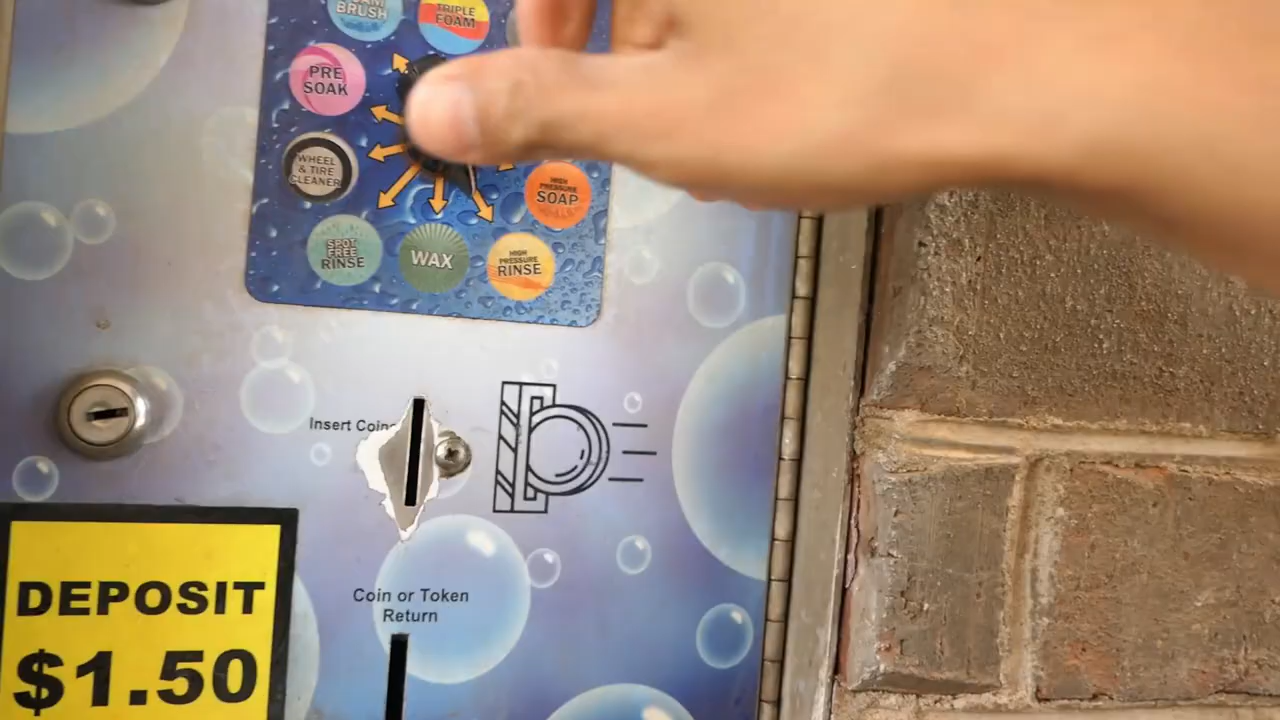 BRUSH
TRIPLE
FOAM
PRE
SOAK
WHEEL
& TIRE
CLEANER
HIGH
PRESSURE
SOAP
SPOT
FREE
RINSE
WAX
HIGH
PRESSURE
RINSE
Insert Coins
Coin or Token
Return
DEPOSIT
$1.50